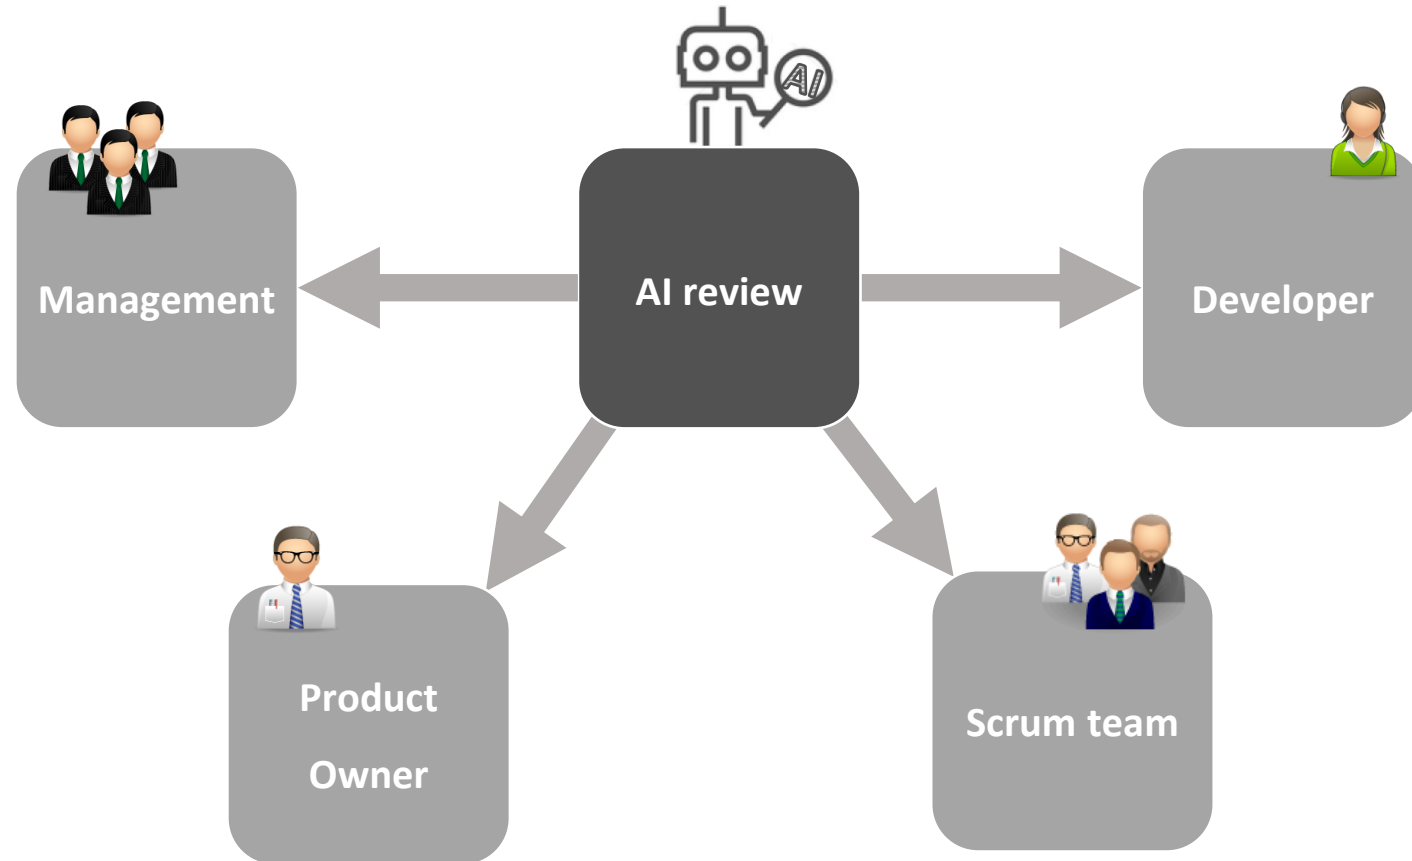 AI
Management
AI review
Developer
Product
Owner
Scrum team